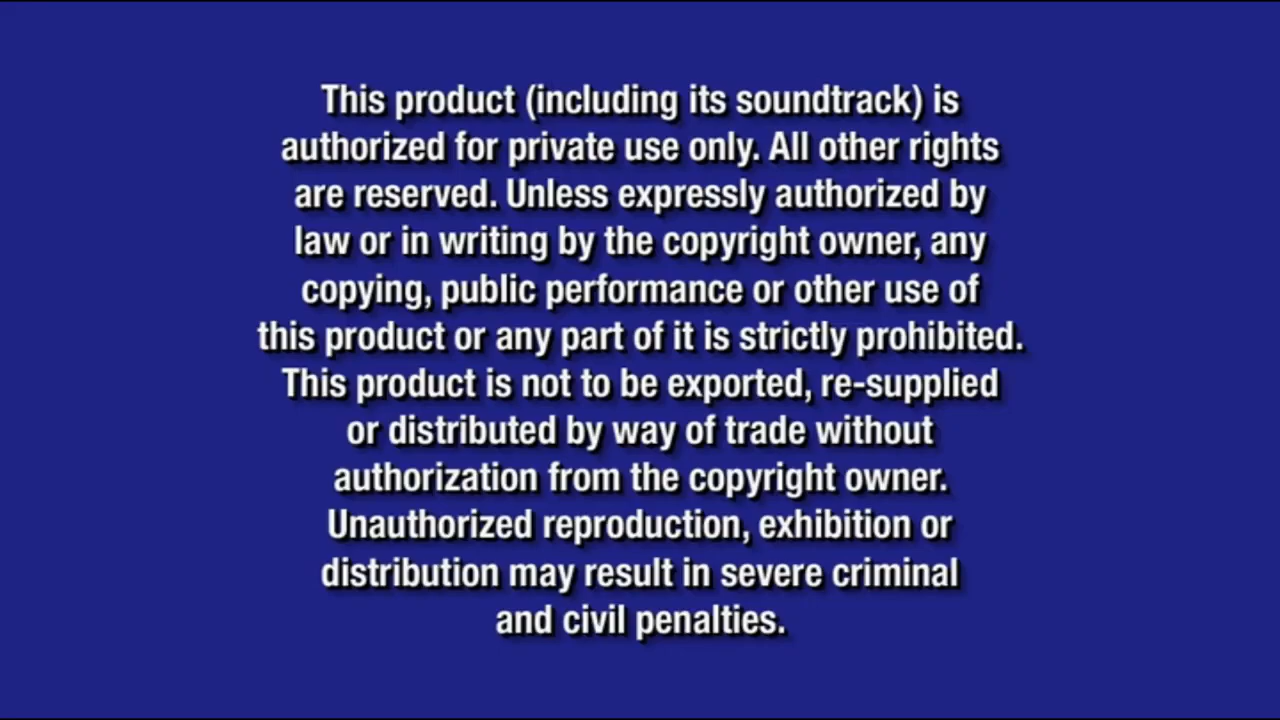 This product (including its soundtrack) is
authorized for private use only. All other rights
are reserved. Unless expressly authorized by
law or in writing by the copyright owner, any
copying, public performance or other use of
this product or any part of it is strictly prohibited.
This product is not to be exported, re-supplied
or distributed by way of trade without
authorization from the copyright owner.
Unauthorized reproduction, exhibition or
distribution may result in severe criminal
and civil penalties.